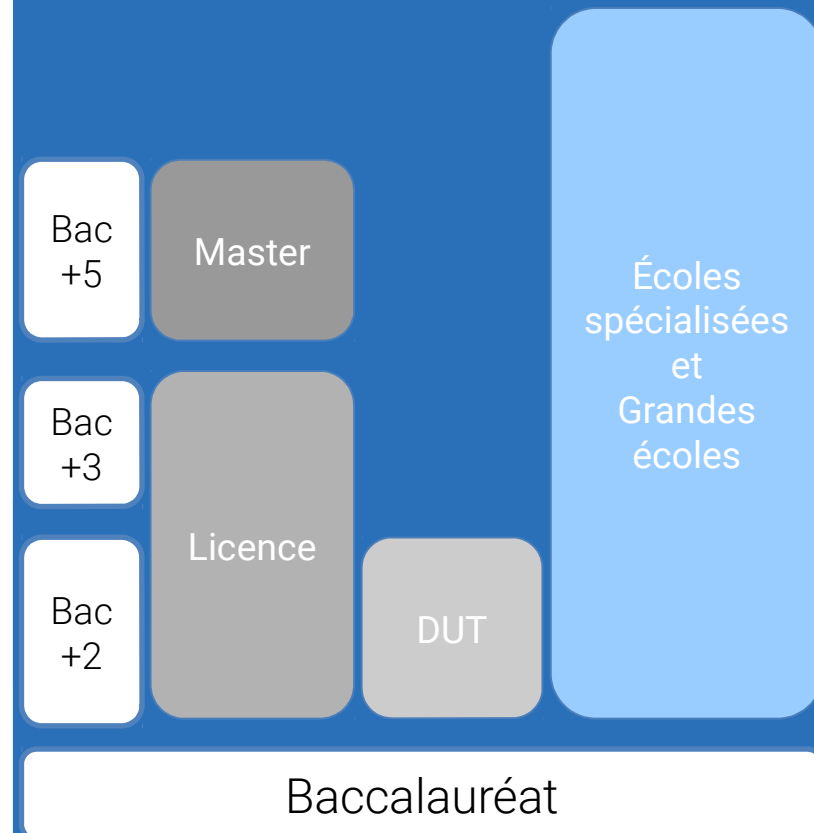 Bac
+5
Master
Écoles
spécialisées
et
Grandes
écoles
Bac
+3
Licence
Bac
+2
DUT
Baccalauréat